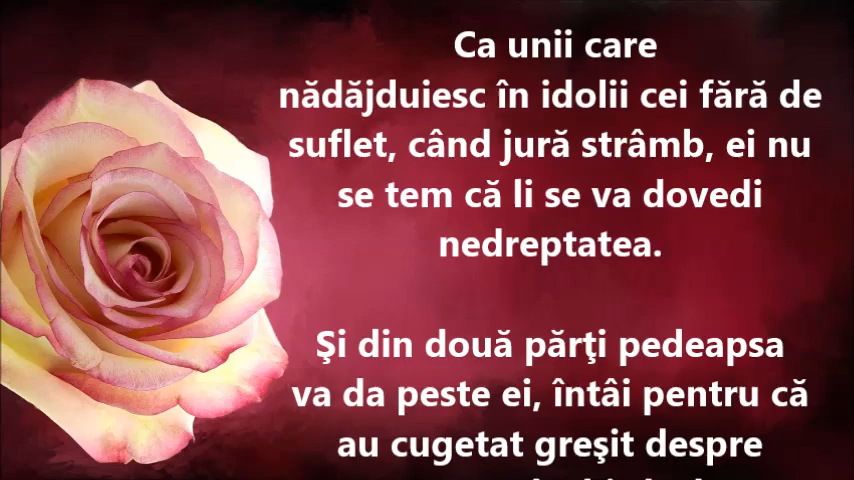 Ca unii care
nădăjduiesc în idolii cei fără de
suflet, când jură strâmb, ei nu
se tem că li se va dovedi
nedreptatea.
Şi din două părţi pedeapsa
va da peste ei, întâi pentru că
au cugetat greşit despre